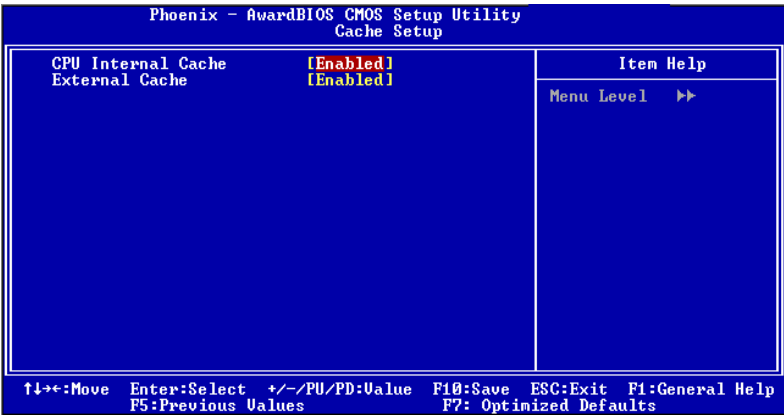 Phoenix - AwardBIOS CMOS Setup Utility
Cache Setup
CPU Internal Cache [Enabled]
External Cache [Enabled]
Item Help
Menu Level ▶▶
↑↓→←:Move Enter:Select +/-/PU/PD:Value F10:Save ESC:Exit F1:General Help
F5:Previous Values F7: Optimized Defaults